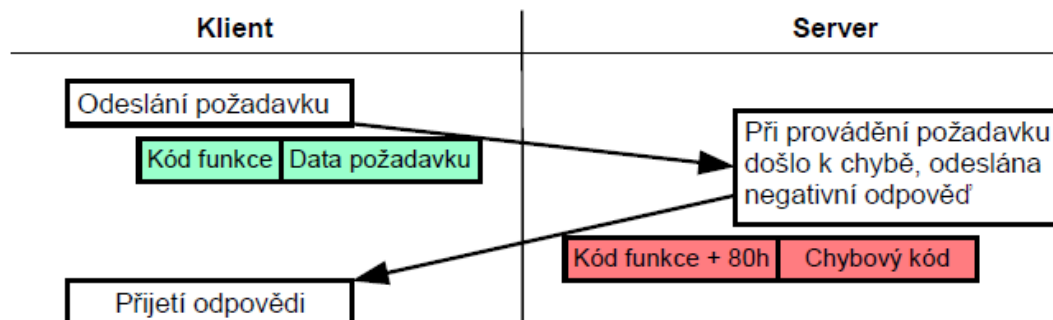 Klient
Server
Odeslání požadavku
Kód funkce
Data požadavku
Při provádění požadavku
došlo k chybě, odeslána
negativní odpověď
Kód funkce + 80h
Chybový kód
Přijetí odpovědi